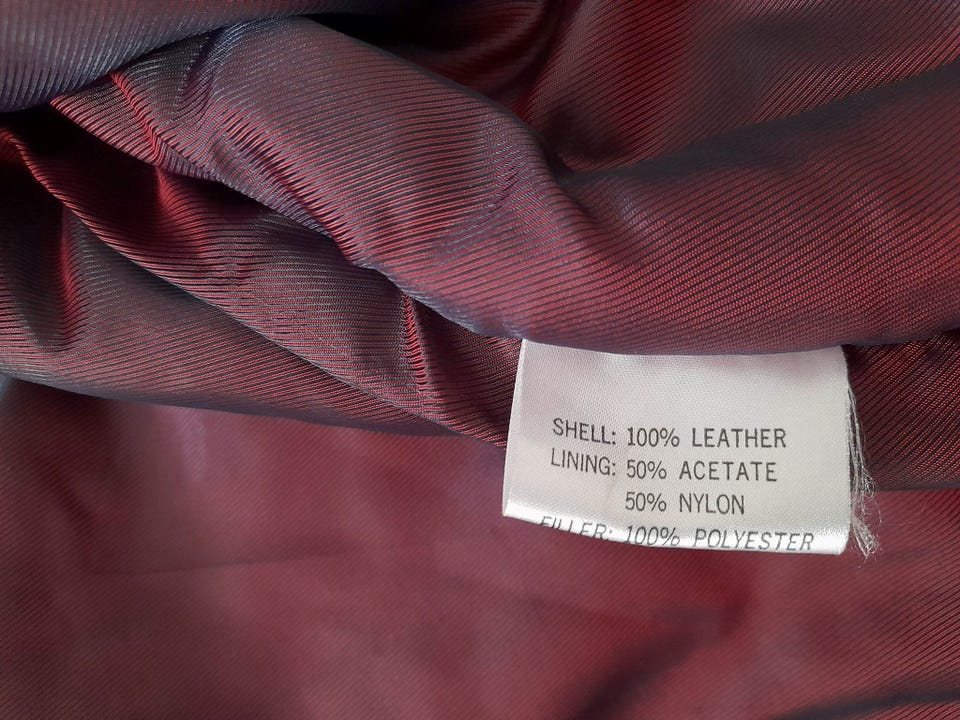 SHELL: 100% LEATHER
LINING: 50% ACETATE
50% NYLON
FILLER: 100% POLYESTER